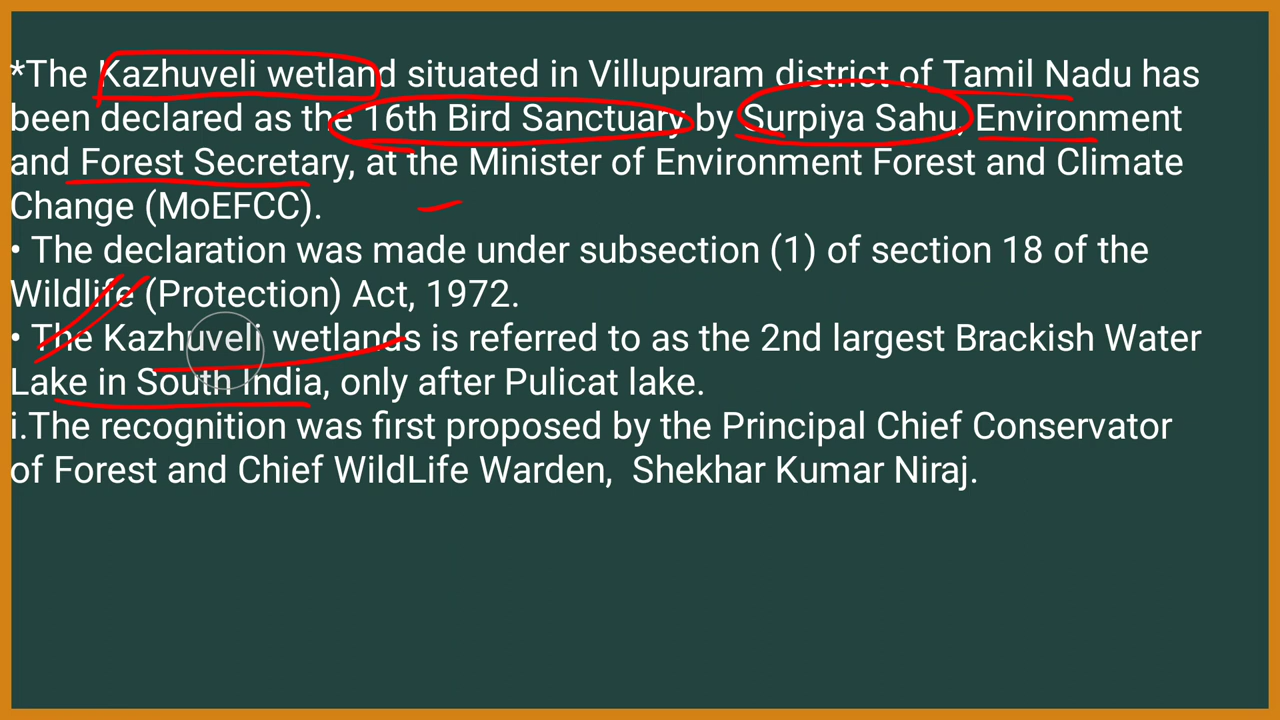 *The Kazhuveli wetland situated in Villupuram district of Tamil Nadu has
been declared as the 16th Bird Sanctuary by Surpiya Sahu, Environment
and Forest Secretary, at the Minister of Environment Forest and Climate
Change (MoEFCC).
• The declaration was made under subsection (1) of section 18 of the
Wildlife (Protection) Act, 1972.
• The Kazhuveli wetlands is referred to as the 2nd largest Brackish Water
Lake in South India, only after Pulicat lake.
i.The recognition was first proposed by the Principal Chief Conservator
of Forest and Chief WildLife Warden,  Shekhar Kumar Niraj.